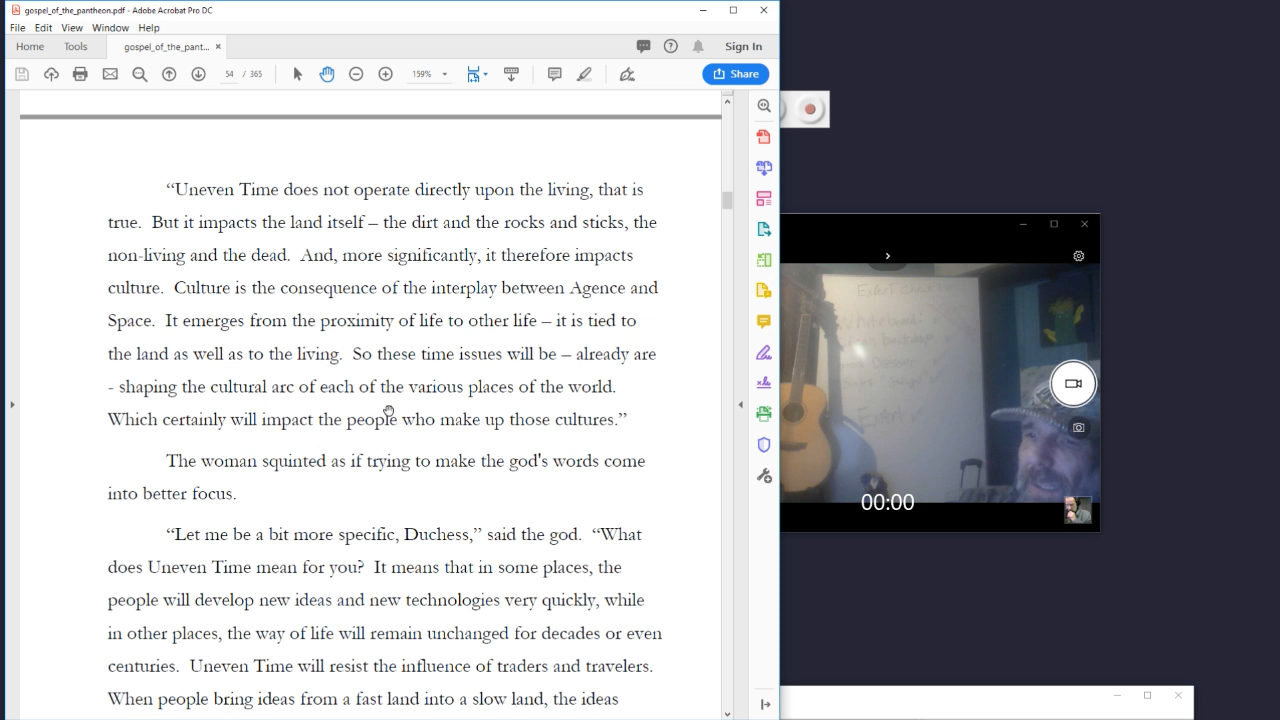 gospel_of_the_pantheon.pdf - Adobe Acrobat Pro DC
File Edit View Window Help
Home Tools gospel_of_the_pant... × Sign In
54 / 365 159% Share
“Uneven Time does not operate directly upon the living, that is
true. But it impacts the land itself – the dirt and the rocks and sticks, the
non-living and the dead. And, more significantly, it therefore impacts
culture. Culture is the consequence of the interplay between Agence and
Space. It emerges from the proximity of life to other life – it is tied to
the land as well as to the living. So these time issues will be – already are
- shaping the cultural arc of each of the various places of the world.
Which certainly will impact the people who make up those cultures.”
The woman squinted as if trying to make the god's words come
into better focus.
“Let me be a bit more specific, Duchess,” said the god. “What
does Uneven Time mean for you? It means that in some places, the
people will develop new ideas and new technologies very quickly, while
in other places, the way of life will remain unchanged for decades or even
centuries. Uneven Time will resist the influence of traders and travelers.
When people bring ideas from a fast land into a slow land, the ideas
Expert
00:00